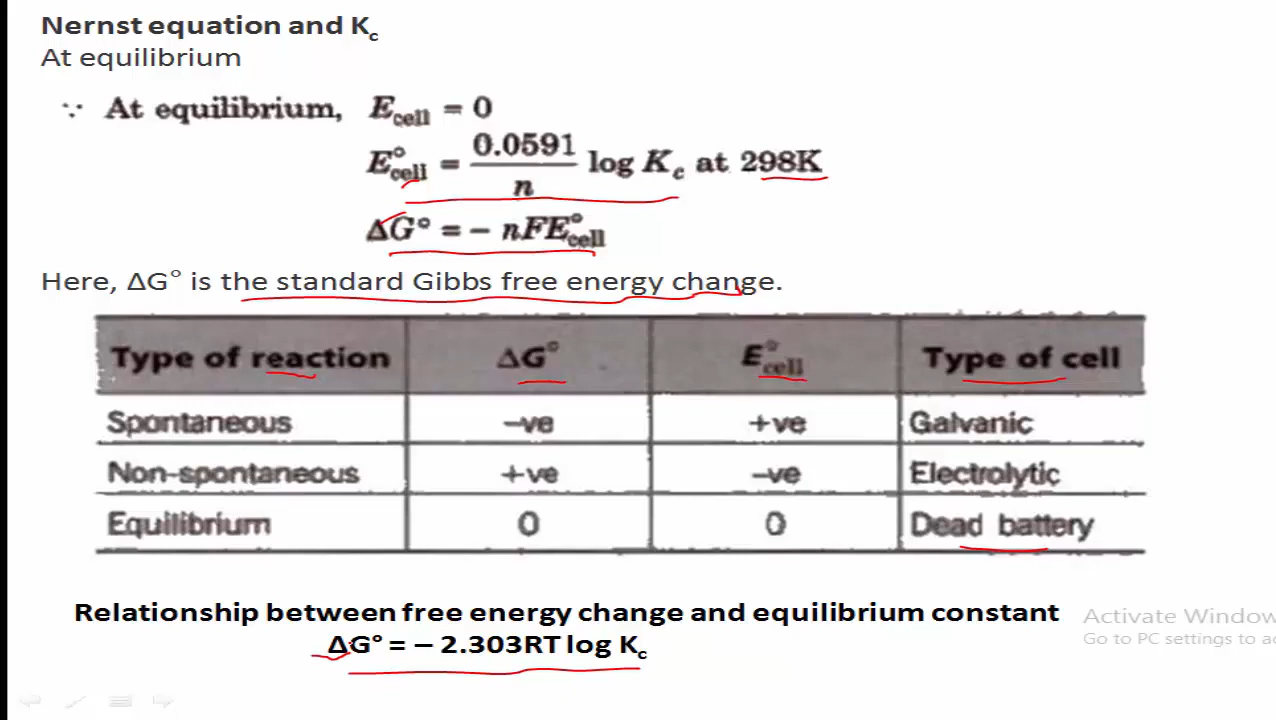 Nernst equation and Kc
At equilibrium
∵ At equilibrium, Ecell = 0
E°cell = 0.0591/n log Kc at 298K
ΔG° = – nFE°cell
Here, ΔG° is the standard Gibbs free energy change.
Type of reaction ΔG° E°cell Type of cell
Spontaneous –ve +ve Galvanic
Non-spontaneous +ve –ve Electrolytic
Equilibrium 0 0 Dead battery
Relationship between free energy change and equilibrium constant
ΔG° = – 2.303RT log Kc
Activate Window
Go to PC settings to a